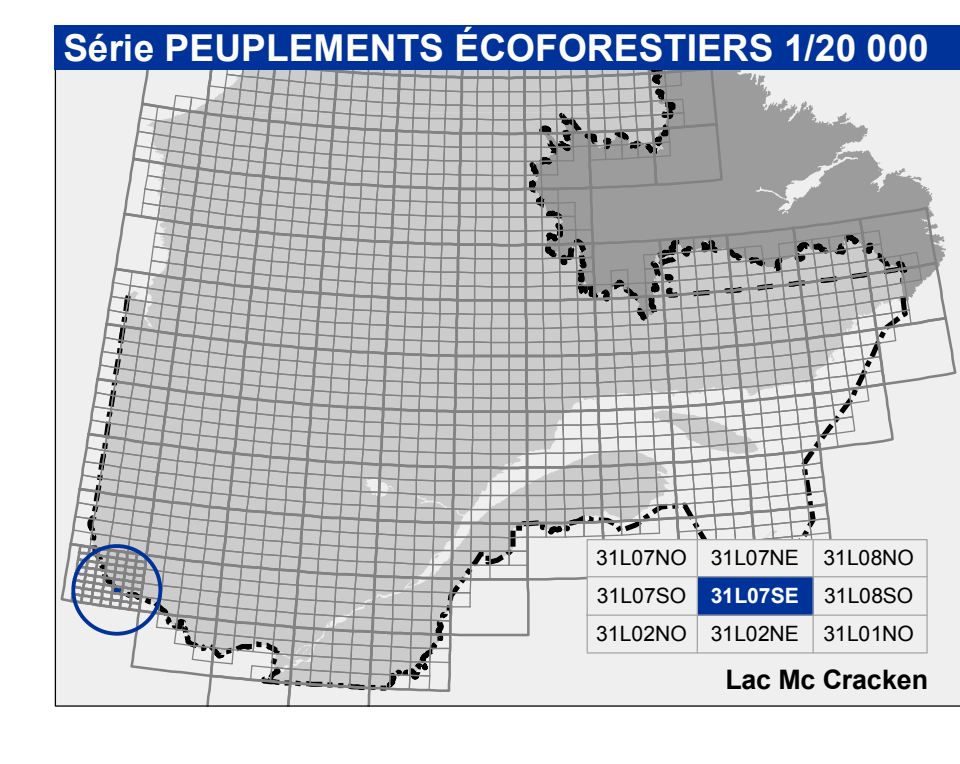 Série PEUPLEMENTS ÉCOFORESTIERS 1/20 000
31L07NO 31L07NE 31L08NO
31L07SO 31L07SE 31L08SO
31L02NO 31L02NE 31L01NO
Lac Mc Cracken